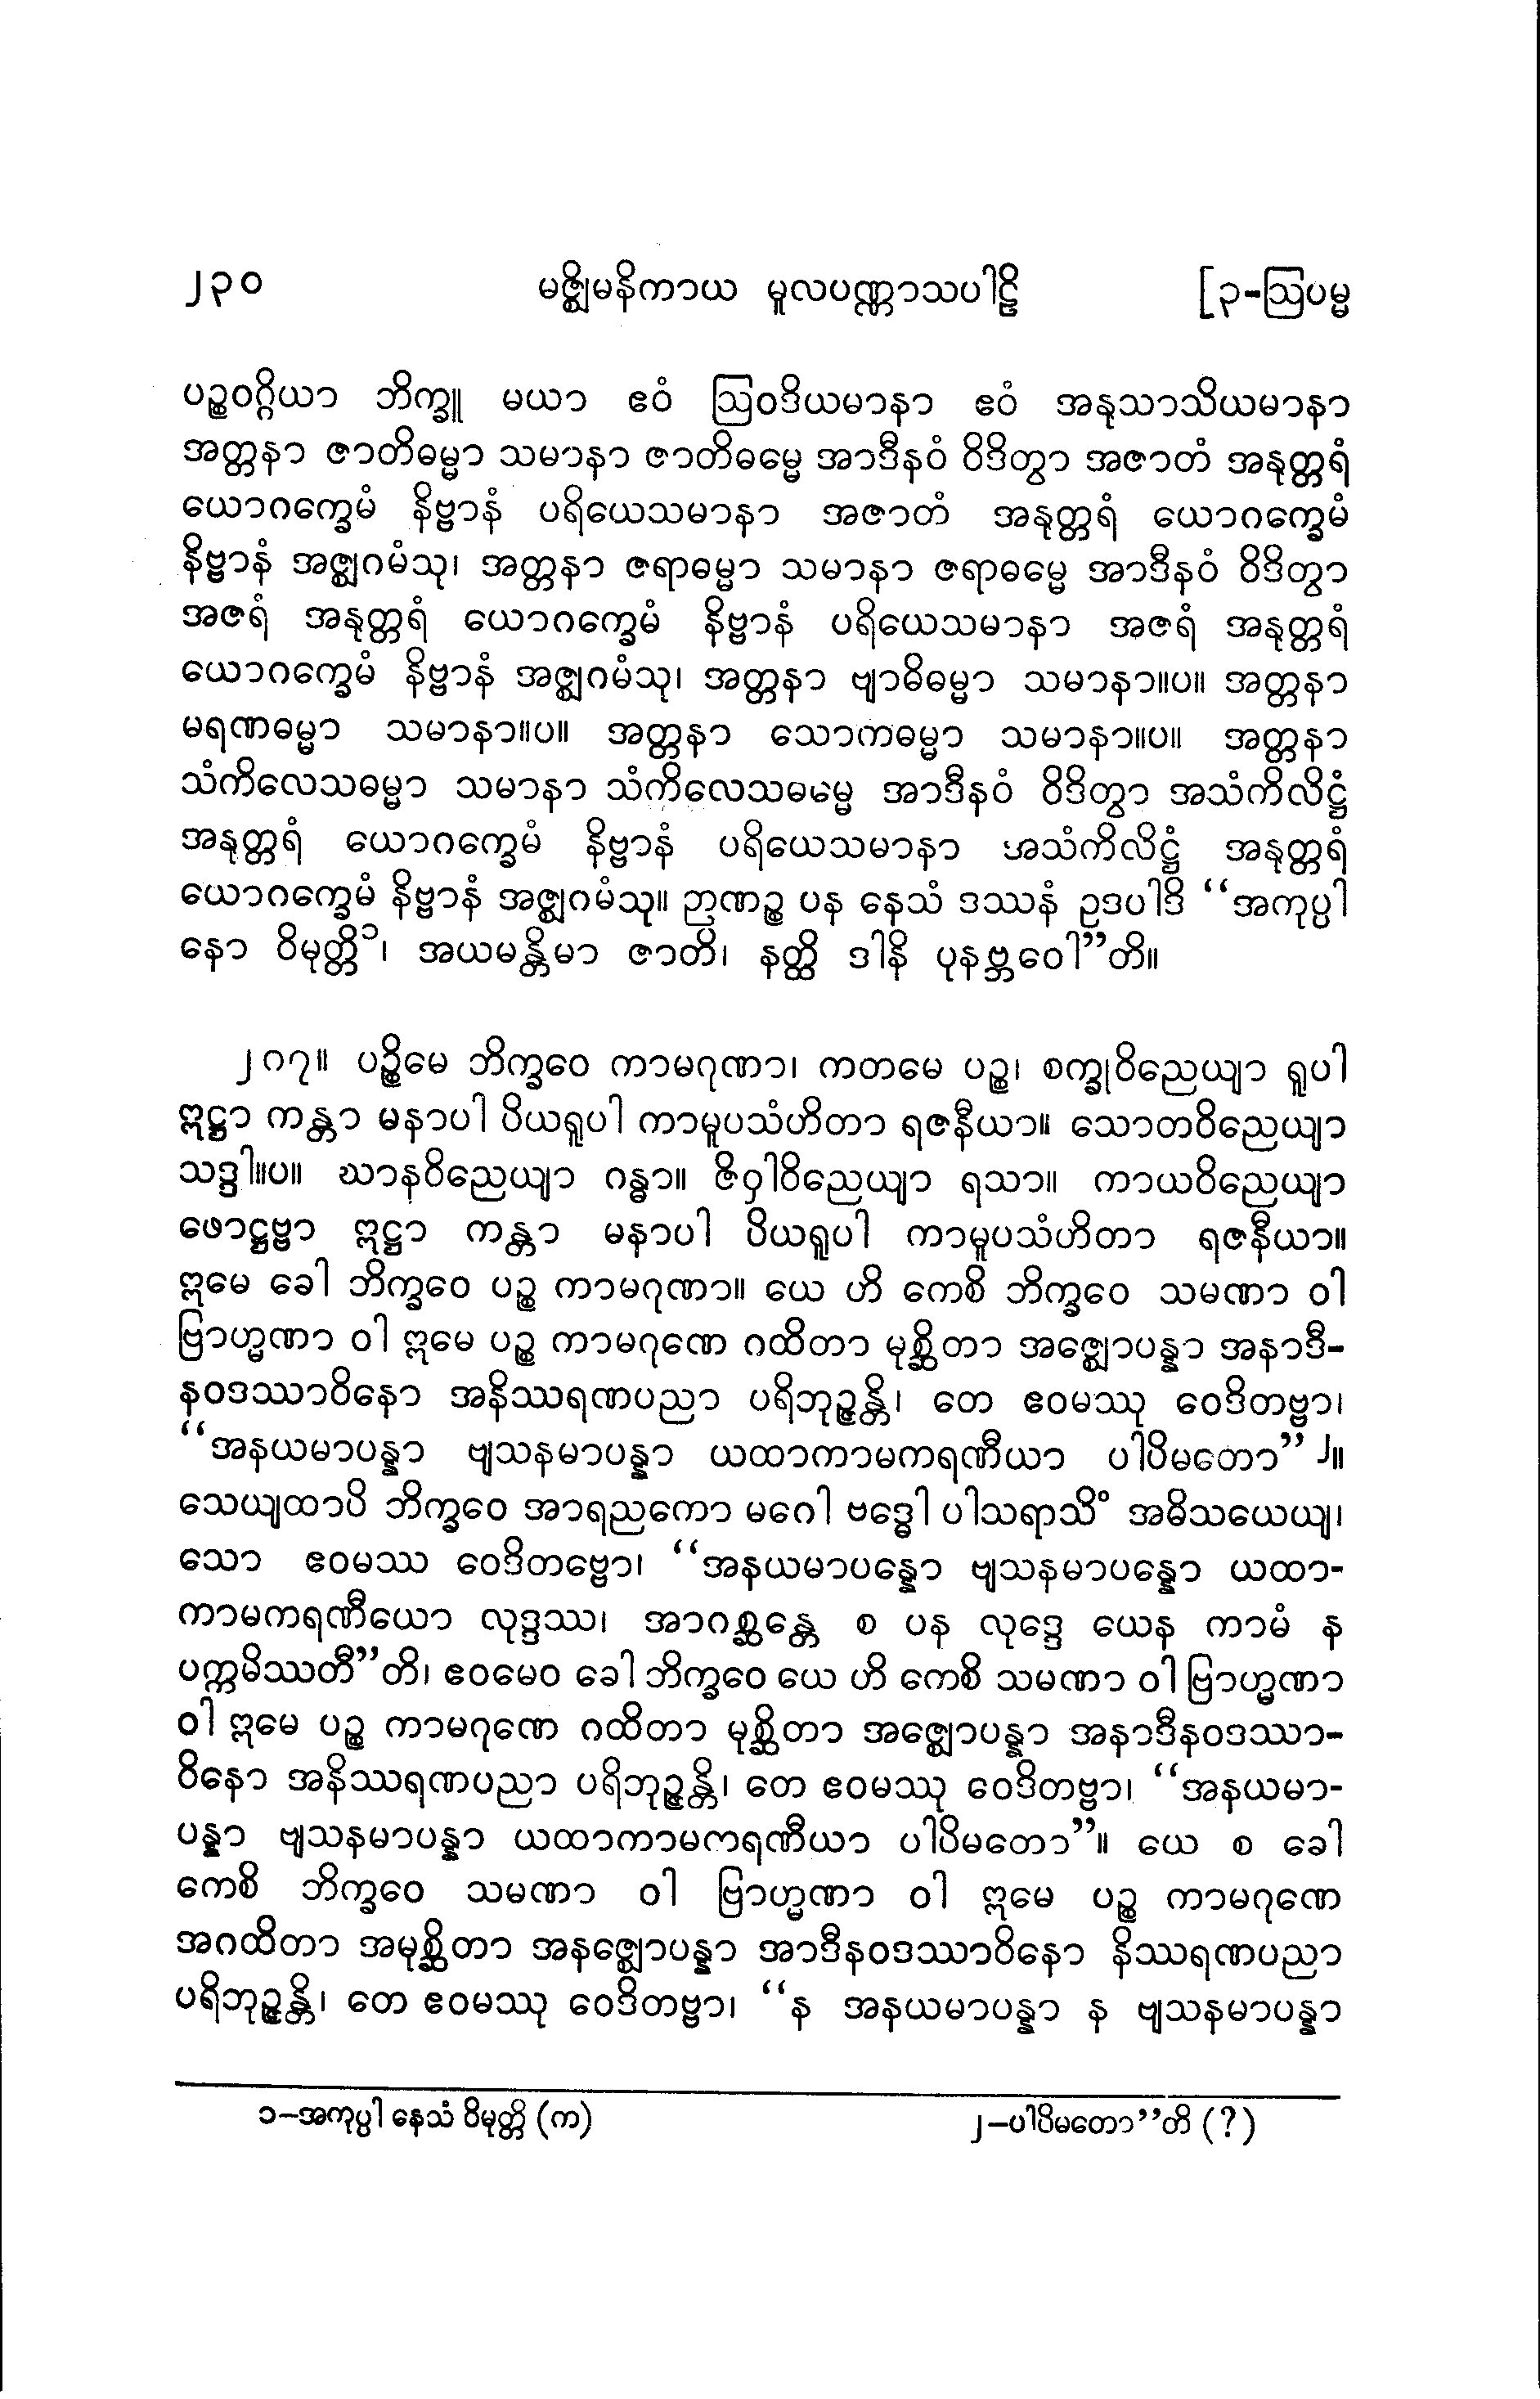 ၂၃၀ မဇ္ဈိမနိကာယ မူလပဏ္ဏာသပါဠိ [၃-ဩပမ္မ
ပဉ္စဝဂ္ဂိယာ ဘိက္ခူ မယာ ဧဝံ ဩဝဒိယမာနာ ဧဝံ အနုသာသိယမာနာ
အတ္တနာ ဇာတိဓမ္မာ သမာနာ ဇာတိဓမ္မေ အာဒီနဝံ ဝိဒိတွာ အဇာတံ အနုတ္တရံ
ယောဂက္ခေမံ နိဗ္ဗာနံ ပရိယေသမာနာ အဇာတံ အနုတ္တရံ ယောဂက္ခေမံ
နိဗ္ဗာနံ အဇ္ဈဂမံသု၊ အတ္တနာ ဇရာဓမ္မာ သမာနာ ဇရာဓမ္မေ အာဒီနဝံ ဝိဒိတွာ
အဇရံ အနုတ္တရံ ယောဂက္ခေမံ နိဗ္ဗာနံ ပရိယေသမာနာ အဇရံ အနုတ္တရံ
ယောဂက္ခေမံ နိဗ္ဗာနံ အဇ္ဈဂမံသု၊ အတ္တနာ ဗျာဓိဓမ္မာ သမာနာ။ပ။ အတ္တနာ
မရဏဓမ္မာ သမာနာ။ပ။ အတ္တနာ သောကဓမ္မာ သမာနာ။ပ။ အတ္တနာ
သံကိလေသဓမ္မာ သမာနာ သံကိလေသဓမ္မေ အာဒီနဝံ ဝိဒိတွာ အသံကိလိဋ္ဌံ
အနုတ္တရံ ယောဂက္ခေမံ နိဗ္ဗာနံ ပရိယေသမာနာ အသံကိလိဋ္ဌံ အနုတ္တရံ
ယောဂက္ခေမံ နိဗ္ဗာနံ အဇ္ဈဂမံသု။ ဉာဏဉ္စ ပန နေသံ ဒဿနံ ဥဒပါဒိ “အကုပ္ပါ
နော ဝိမုတ္တိ၁၊ အယမန္တိမာ ဇာတိ၊ နတ္ထိ ဒါနိ ပုနဗ္ဘဝေါ”တိ။
၂၈၇။ ပဉ္စိမေ ဘိက္ခဝေ ကာမဂုဏာ၊ ကတမေ ပဉ္စ၊ စက္ခုဝိညေယျာ ရူပါ
ဣဋ္ဌာ ကန္တာ မနာပါ ပိယရူပါ ကာမူပသံဟိတာ ရဇနီယာ။ သောတဝိညေယျာ
သဒ္ဒါ။ပ။ ဃာနဝိညေယျာ ဂန္ဓာ။ ဇိဝှါဝိညေယျာ ရသာ။ ကာယဝိညေယျာ
ဖောဋ္ဌဗ္ဗာ ဣဋ္ဌာ ကန္တာ မနာပါ ပိယရူပါ ကာမူပသံဟိတာ ရဇနီယာ။
ဣမေ ခေါ ဘိက္ခဝေ ပဉ္စ ကာမဂုဏာ။ ယေ ဟိ ကေစိ ဘိက္ခဝေ သမဏာ ဝါ
ဗြာဟ္မဏာ ဝါ ဣမေ ပဉ္စ ကာမဂုဏေ ဂထိတာ မုစ္ဆိတာ အဇ္ဈောပန္နာ အနာဒီ-
နဝဒဿာဝိနော အနိဿရဏပညာ ပရိဘုဉ္ဇန္တိ၊ တေ ဧဝမဿု ဝေဒိတဗ္ဗာ၊
“အနယမာပန္နာ ဗျသနမာပန္နာ ယထာကာမကရဏီယာ ပါပိမတော”၂။
သေယျထာပိ ဘိက္ခဝေ အာရညကော မဂေါ ဗဒ္ဓေါ ပါသရာသိံ အဓိသယေယျ၊
သော ဧဝမဿ ဝေဒိတဗ္ဗော၊ “အနယမာပန္နော ဗျသနမာပန္နော ယထာ-
ကာမကရဏီယော လုဒ္ဒဿ၊ အာဂစ္ဆန္တေ စ ပန လုဒ္ဒေ ယေန ကာမံ န
ပက္ကမိဿတီ”တိ၊ ဧဝမေဝ ခေါ ဘိက္ခဝေ ယေ ဟိ ကေစိ သမဏာ ဝါ ဗြာဟ္မဏာ
ဝါ ဣမေ ပဉ္စ ကာမဂုဏေ ဂထိတာ မုစ္ဆိတာ အဇ္ဈောပန္နာ အနာဒီနဝဒဿာ-
ဝိနော အနိဿရဏပညာ ပရိဘုဉ္ဇန္တိ၊ တေ ဧဝမဿု ဝေဒိတဗ္ဗာ၊ “အနယမာ-
ပန္နာ ဗျသနမာပန္နာ ယထာကာမကရဏီယာ ပါပိမတော”။ ယေ စ ခေါ
ကေစိ ဘိက္ခဝေ သမဏာ ဝါ ဗြာဟ္မဏာ ဝါ ဣမေ ပဉ္စ ကာမဂုဏေ
အဂထိတာ အမုစ္ဆိတာ အနဇ္ဈောပန္နာ အာဒီနဝဒဿာဝိနော နိဿရဏပညာ
ပရိဘုဉ္ဇန္တိ၊ တေ ဧဝမဿု ဝေဒိတဗ္ဗာ၊ “န အနယမာပန္နာ န ဗျသနမာပန္နာ
၁-အကုပ္ပါ နေသံ ဝိမုတ္တိ (က) ၂-ပါပိမတော”တိ (?)